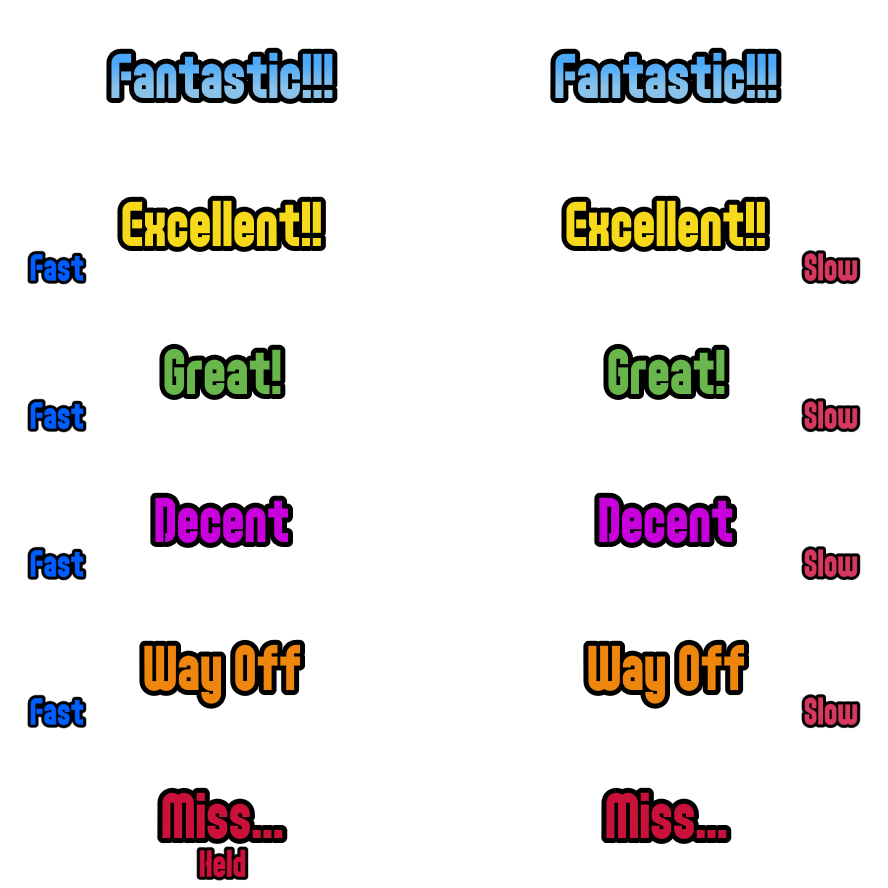 Fantastic!!! Fantastic!!!
Excellent!! Excellent!!
Fast Slow
Great! Great!
Fast Slow
Decent Decent
Fast Slow
Way Off Way Off
Fast Slow
Miss... Miss...
Held